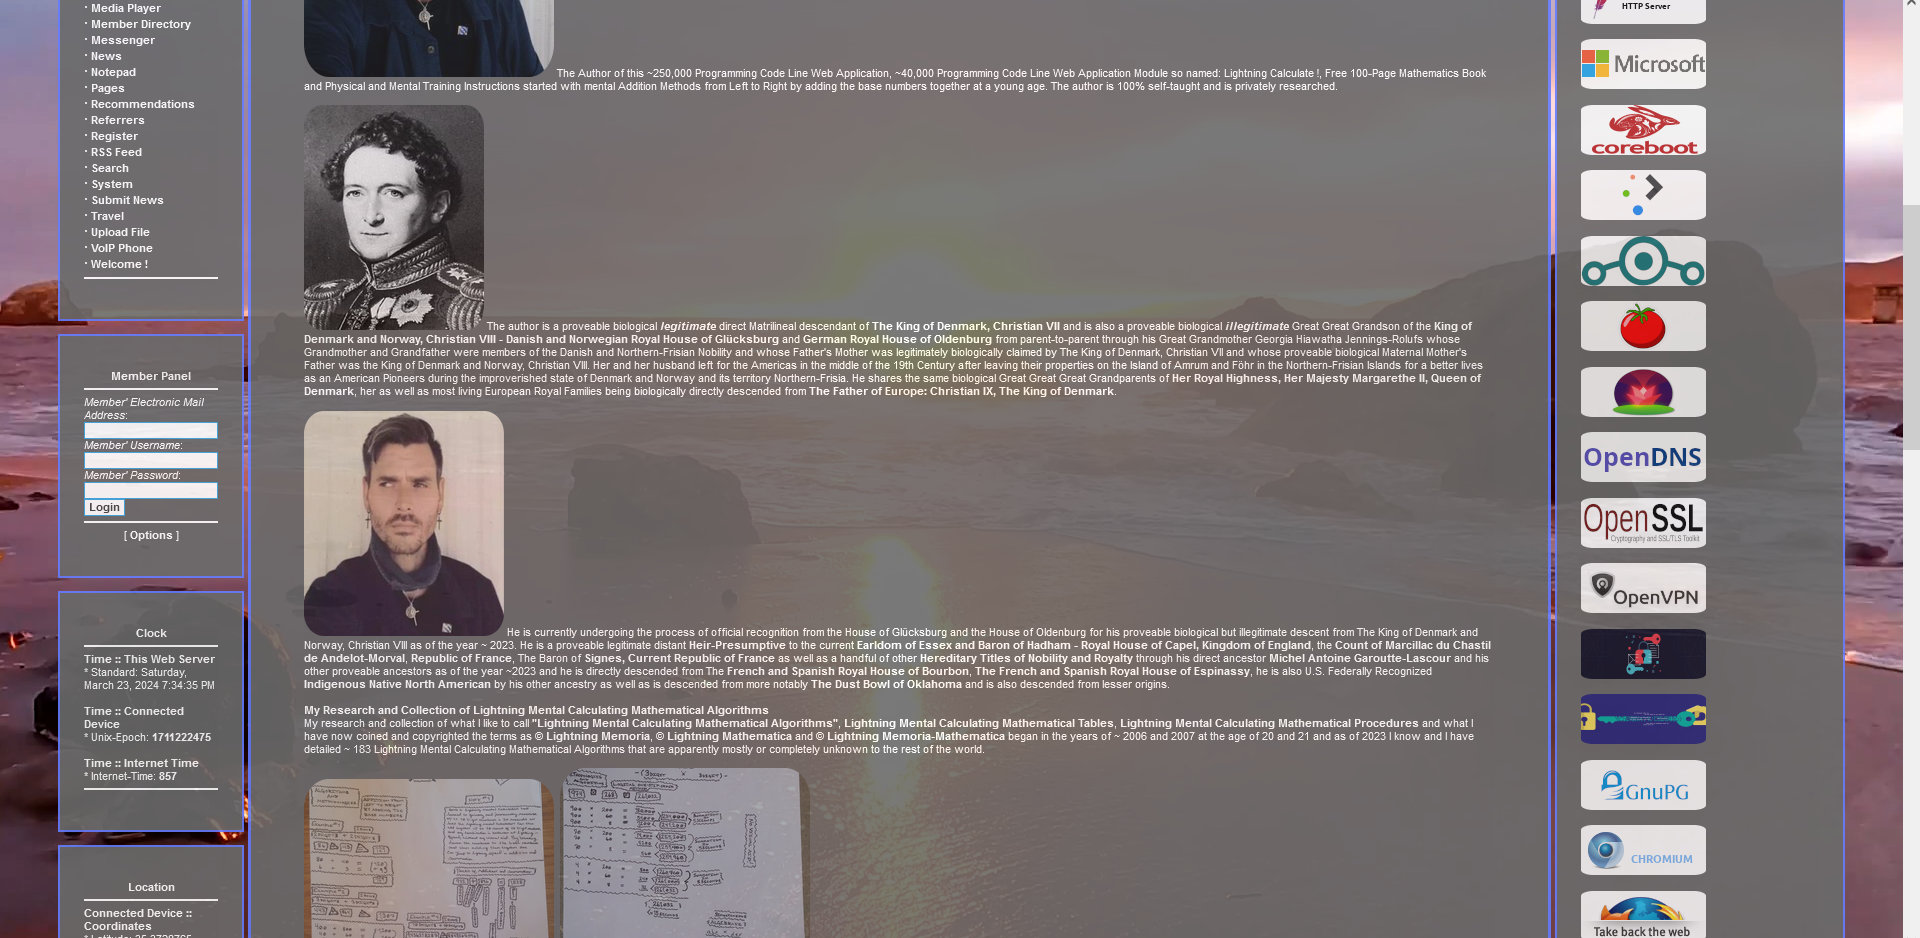 · Media Player
· Member Directory
· Messenger
· News
· Notepad
· Pages
· Recommendations
· Referrers
· Register
· RSS Feed
· Search
· System
· Submit News
· Travel
· Upload File
· VoIP Phone
· Welcome !
Member Panel
Member' Electronic Mail
Address:
Member' Username:
Member' Password:
Login
[ Options ]
Clock
Time :: This Web Server
* Standard: Saturday,
March 23, 2024 7:34:35 PM
Time :: Connected
Device
* Unix-Epoch: 1711222475
Time :: Internet Time
* Internet-Time: 857
Location
Connected Device ::
Coordinates
The Author of this ~250,000 Programming Code Line Web Application, ~40,000 Programming Code Line Web Application Module so named: Lightning Calculate !, Free 100-Page Mathematics Book
and Physical and Mental Training Instructions started with mental Addition Methods from Left to Right by adding the base numbers together at a young age. The author is 100% self-taught and is privately researched.
The author is a proveable biological legitimate direct Matrilineal descendant of The King of Denmark, Christian VII and is also a proveable biological illegitimate Great Great Grandson of the King of
Denmark and Norway, Christian VIII - Danish and Norwegian Royal House of Glücksburg and German Royal House of Oldenburg from parent-to-parent through his Great Grandmother Georgia Hiawatha Jennings-Rolufs whose
Grandmother and Grandfather were members of the Danish and Northern-Frisian Nobility and whose Father's Mother was legitimately biologically claimed by The King of Denmark, Christian VII and whose proveable biological Maternal Mother's
Father was the King of Denmark and Norway, Christian VIII. Her and her husband left for the Americas in the middle of the 19th Century after leaving their properties on the Island of Amrum and Föhr in the Northern-Frisian Islands for a better lives
as an American Pioneers during the improverished state of Denmark and Norway and its territory Northern-Frisia. He shares the same biological Great Great Great Grandparents of Her Royal Highness, Her Majesty Margarethe II, Queen of
Denmark, her as well as most living European Royal Families being biologically directly descended from The Father of Europe: Christian IX, The King of Denmark.
He is currently undergoing the process of official recognition from the House of Glücksburg and the House of Oldenburg for his proveable biological but illegitimate descent from The King of Denmark and
Norway, Christian VIII as of the year ~ 2023. He is a proveable legitimate distant Heir-Presumptive to the current Earldom of Essex and Baron of Hadham - Royal House of Capel, Kingdom of England, the Count of Marcillac du Chastil
de Andelot-Morval, Republic of France, The Baron of Signes, Current Republic of France as well as a handful of other Hereditary Titles of Nobility and Royalty through his direct ancestor Michel Antoine Garoutte-Lascour and his
other proveable ancestors as of the year ~2023 and he is directly descended from The French and Spanish Royal House of Bourbon, The French and Spanish Royal House of Espinassy, he is also U.S. Federally Recognized
Indigenous Native North American by his other ancestry as well as is descended from more notably The Dust Bowl of Oklahoma and is also descended from lesser origins.
My Research and Collection of Lightning Mental Calculating Mathematical Algorithms
My research and collection of what I like to call "Lightning Mental Calculating Mathematical Algorithms", Lightning Mental Calculating Mathematical Tables, Lightning Mental Calculating Mathematical Procedures and what I
have now coined and copyrighted the terms as © Lightning Memoria, © Lightning Mathematica and © Lightning Memoria-Mathematica began in the years of ~ 2006 and 2007 at the age of 20 and 21 and as of 2023 I know and I have
detailed ~ 183 Lightning Mental Calculating Mathematical Algorithms that are apparently mostly or completely unknown to the rest of the world.
HTTP Server
Microsoft
coreboot
OpenDNS
OpenSSL
Cryptography and SSL/TLS Toolkit
OpenVPN
GnuPG
CHROMIUM
Take back the web